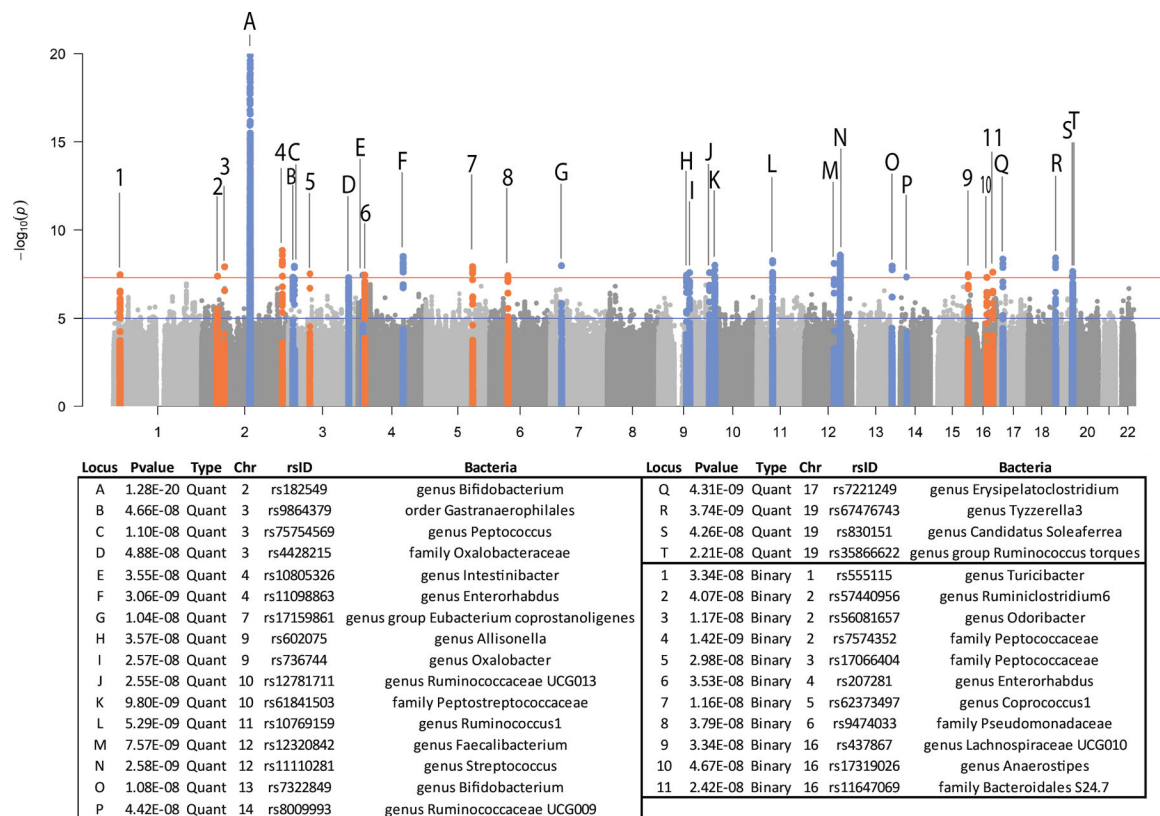 A
20
15
10
5
0
-log10(p)
1
2
3
4
C
B
5
D
E
6
F
7
8
G
H
I
J
K
L
M
N
O
P
9
10
11
Q
R
S
T
1 2 3 4 5 6 7 8 9 10 11 12 13 14 15 16 17 18 19 20 22
Locus Pvalue Type Chr rsID Bacteria
A 1.28E-20 Quant 2 rs182549 genus Bifidobacterium
B 4.66E-08 Quant 3 rs9864379 order Gastranaerophilales
C 1.10E-08 Quant 3 rs75754569 genus Peptococcus
D 4.88E-08 Quant 3 rs4428215 family Oxalobacteraceae
E 3.55E-08 Quant 4 rs10805326 genus Intestinibacter
F 3.06E-09 Quant 4 rs11098863 genus Enterorhabdus
G 1.04E-08 Quant 7 rs17159861 genus group Eubacterium coprostanoligenes
H 3.57E-08 Quant 9 rs602075 genus Allisonella
I 2.57E-08 Quant 9 rs736744 genus Oxalobacter
J 2.55E-08 Quant 10 rs12781711 genus Ruminococcaceae UCG013
K 9.80E-09 Quant 10 rs61841503 family Peptostreptococcaceae
L 5.29E-09 Quant 11 rs10769159 genus Ruminococcus1
M 7.57E-09 Quant 12 rs12320842 genus Faecalibacterium
N 2.58E-09 Quant 12 rs11110281 genus Streptococcus
O 1.08E-08 Quant 13 rs7322849 genus Bifidobacterium
P 4.42E-08 Quant 14 rs8009993 genus Ruminococcaceae UCG009
Locus Pvalue Type Chr rsID Bacteria
Q 4.31E-09 Quant 17 rs7221249 genus Erysipelatoclostridium
R 3.74E-09 Quant 19 rs67476743 genus Tyzzerella3
S 4.26E-08 Quant 19 rs830151 genus Candidatus Soleaferrea
T 2.21E-08 Quant 19 rs35866622 genus group Ruminococcus torques
1 3.34E-08 Binary 1 rs555115 genus Turicibacter
2 4.07E-08 Binary 2 rs57440956 genus Ruminiclostridium6
3 1.17E-08 Binary 2 rs56081657 genus Odoribacter
4 1.42E-09 Binary 2 rs7574352 family Peptococcaceae
5 2.98E-08 Binary 3 rs17066404 family Peptococcaceae
6 3.53E-08 Binary 4 rs207281 genus Enterorhabdus
7 1.16E-08 Binary 5 rs62373497 genus Coprococcus1
8 3.79E-08 Binary 6 rs9474033 family Pseudomonadaceae
9 3.34E-08 Binary 16 rs437867 genus Lachnospiraceae UCG010
10 4.67E-08 Binary 16 rs17319026 genus Anaerostipes
11 2.42E-08 Binary 16 rs11647069 family Bacteroidales S24.7